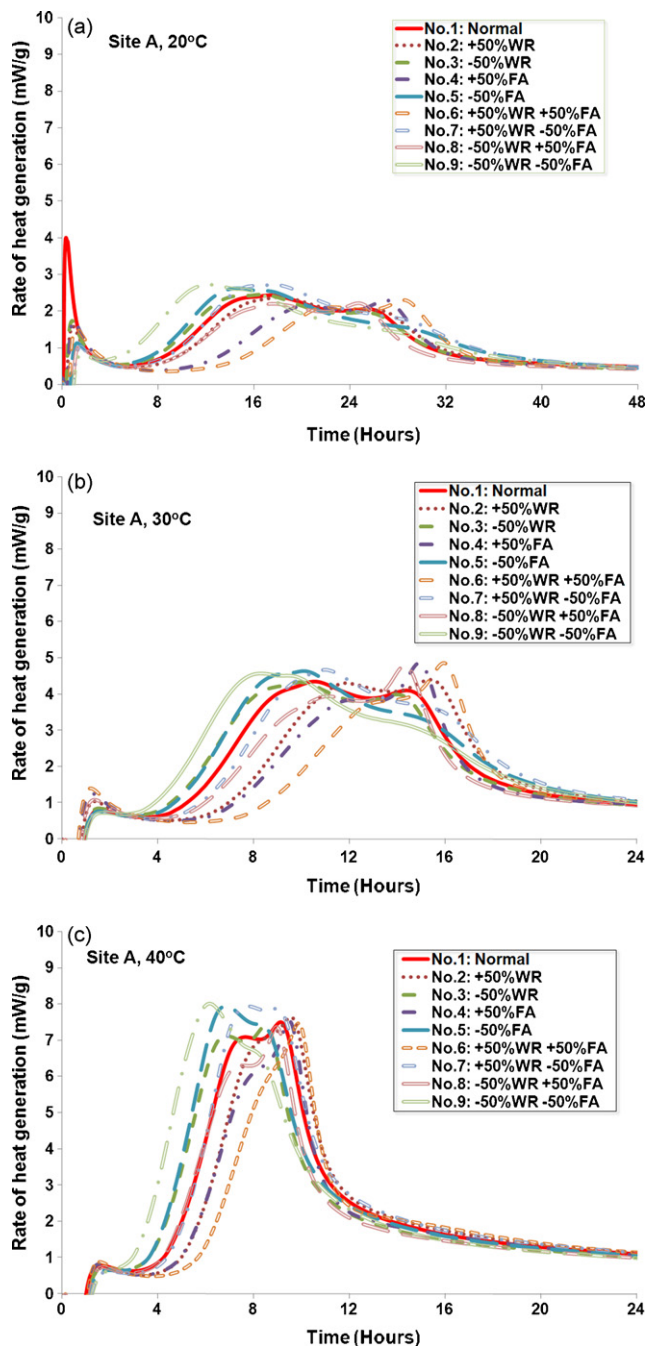 (a)
Site A, 20°C
No.1: Normal
No.2: +50%WR
No.3: -50%WR
No.4: +50%FA
No.5: -50%FA
No.6: +50%WR +50%FA
No.7: +50%WR -50%FA
No.8: -50%WR +50%FA
No.9: -50%WR -50%FA
Rate of heat generation (mW/g)
10
9
8
7
6
5
4
3
2
1
0
0 8 16 24 32 40 48
Time (Hours)
(b)
Site A, 30°C
No.1: Normal
No.2: +50%WR
No.3: -50%WR
No.4: +50%FA
No.5: -50%FA
No.6: +50%WR +50%FA
No.7: +50%WR -50%FA
No.8: -50%WR +50%FA
No.9: -50%WR -50%FA
Rate of heat generation (mW/g)
10
9
8
7
6
5
4
3
2
1
0
0 4 8 12 16 20 24
Time (Hours)
(c)
Site A, 40°C
No.1: Normal
No.2: +50%WR
No.3: -50%WR
No.4: +50%FA
No.5: -50%FA
No.6: +50%WR +50%FA
No.7: +50%WR -50%FA
No.8: -50%WR +50%FA
No.9: -50%WR -50%FA
Rate of heat generation (mW/g)
10
9
8
7
6
5
4
3
2
1
0
0 4 8 12 16 20 24
Time (Hours)